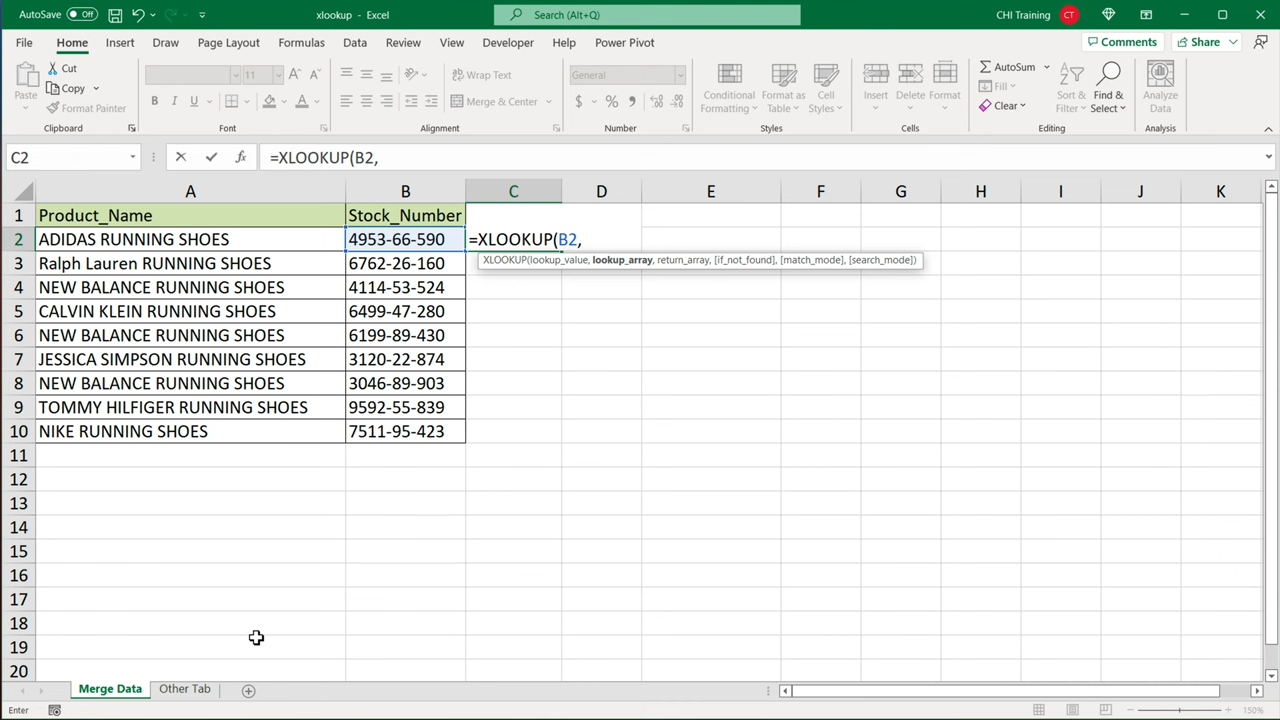 AutoSave Off xlookup - Excel Search (Alt+Q) CHI Training CT
File Home Insert Draw Page Layout Formulas Data Review View Developer Help Power Pivot Comments Share
Paste Cut Copy Format Painter
11
Wrap Text
Merge & Center
General
$ % 9
Conditional Formatting
Format as Table
Cell Styles
Insert Delete Format
AutoSum
Fill
Clear
Sort & Filter
Find & Select
Analyze Data
Clipboard Font Alignment Number Styles Cells Editing Analysis
C2 fx =XLOOKUP(B2,
A B C D E F G H I J K
1 Product_Name Stock_Number
2 ADIDAS RUNNING SHOES 4953-66-590 =XLOOKUP(B2,
XLOOKUP(lookup_value, lookup_array, return_array, [if_not_found], [match_mode], [search_mode])
3 Ralph Lauren RUNNING SHOES 6762-26-160
4 NEW BALANCE RUNNING SHOES 4114-53-524
5 CALVIN KLEIN RUNNING SHOES 6499-47-280
6 NEW BALANCE RUNNING SHOES 6199-89-430
7 JESSICA SIMPSON RUNNING SHOES 3120-22-874
8 NEW BALANCE RUNNING SHOES 3046-89-903
9 TOMMY HILFIGER RUNNING SHOES 9592-55-839
10 NIKE RUNNING SHOES 7511-95-423
11
12
13
14
15
16
17
18
19
20
Merge Data Other Tab
Enter 150%